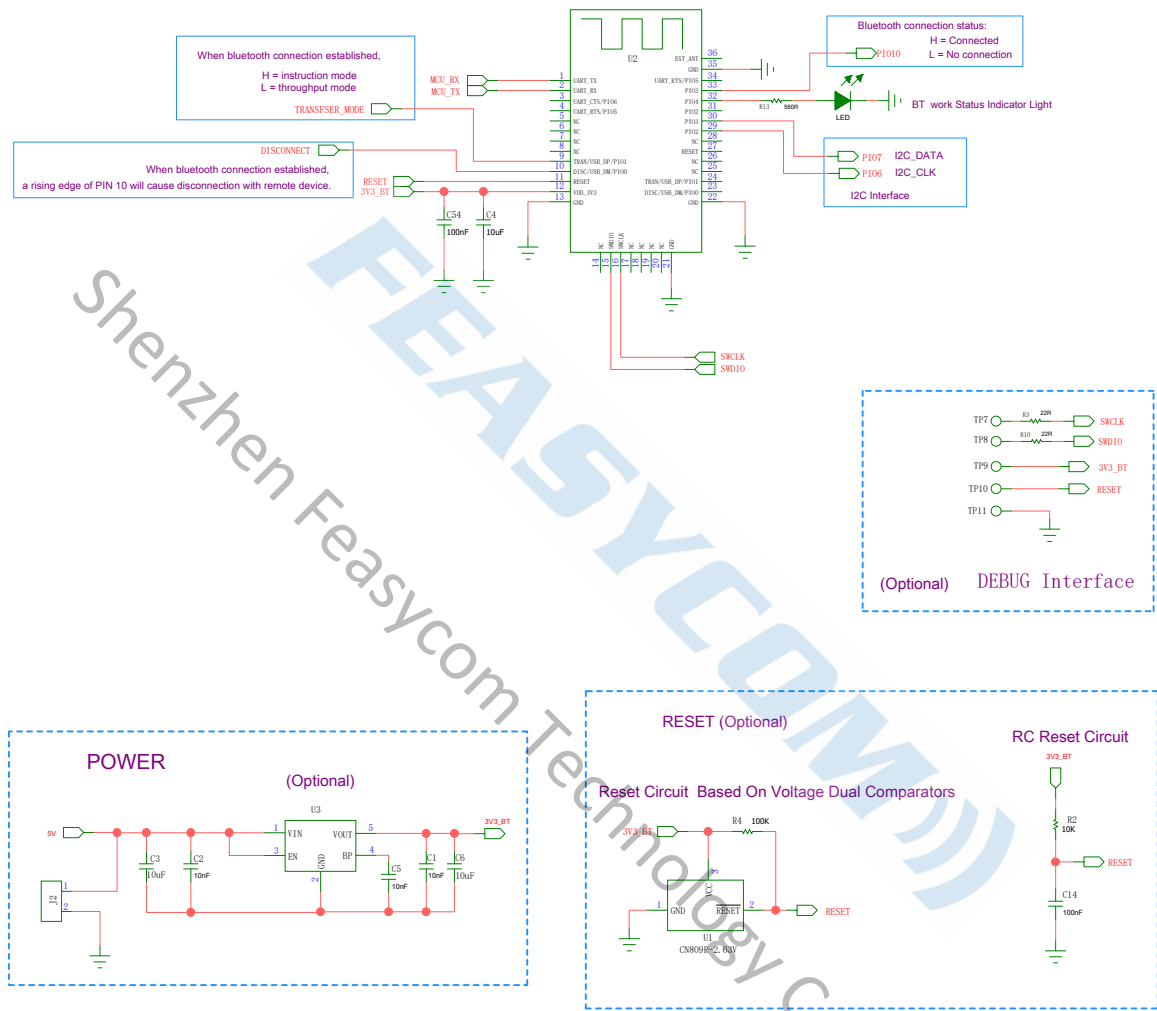 When bluetooth connection established,
H = instruction mode
L = throughput mode
TRANSFSER_MODE
DISCONNECT
When bluetooth connection established,
a rising edge of PIN 10 will cause disconnection with remote device.
MCU_RX
MCU_TX
RESET
3V3_BT
C54
100nF
C4
10uF
U2
1 UART_TX
2 UART_RX
3 UART_CTS/PIO6
4 UART_RTS/PIO5
5 NC
6 NC
7 NC
8 NC
9 TRAN/USB_DP/PIO1
10 DISC/USB_DM/PIO0
11 RESET
12 VDD_3V3
13 GND
14 NC
15 SWDIO
16 SWCLK
17 NC
18 NC
19 NC
20 NC
21 GND
EXT_ANT 36
GND 35
UART_RTS/PIO5 34
PIO3 33
PIO4 32
PIO2 31
PIO3 30
PIO2 29
NC 28
RESET 27
NC 26
NC 25
TRAN/USB_DP/PIO1 24
DISC/USB_DM/PIO0 23
GND 22
Bluetooth connection status:
H = Connected
L = No connection
PIO10
R13 560R
LED
BT work Status Indicator Light
PIO7 I2C_DATA
PIO6 I2C_CLK
I2C Interface
SWCLK
SWDIO
TP7 R3 22R SWCLK
TP8 R10 22R SWDIO
TP9 3V3_BT
TP10 RESET
TP11
(Optional) DEBUG Interface
Shenzhen Feasycom Technology C
FEASYCOM
POWER
(Optional)
5V
J2
1
2
C3
10uF
C2
10nF
U3
1 VIN
3 EN
GND 2
VOUT 5
BP 4
C5
10nF
C1
10nF
C6
10uF
3V3_BT
RESET (Optional)
Reset Circuit Based On Voltage Dual Comparators
3V3_BT
R4 100K
VCC 3
1 GND
RESET 2
RESET
U1
CN809R-2.63V
RC Reset Circuit
3V3_BT
R2
10K
RESET
C14
100nF